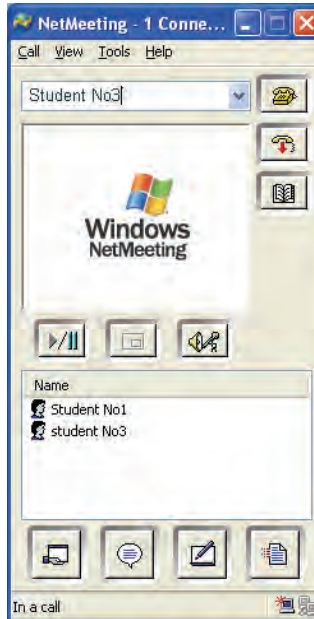 NetMeeting - 1 Conne...
Call View Tools Help
Student No3
Windows
NetMeeting
Name
Student No1
student No3
In a call